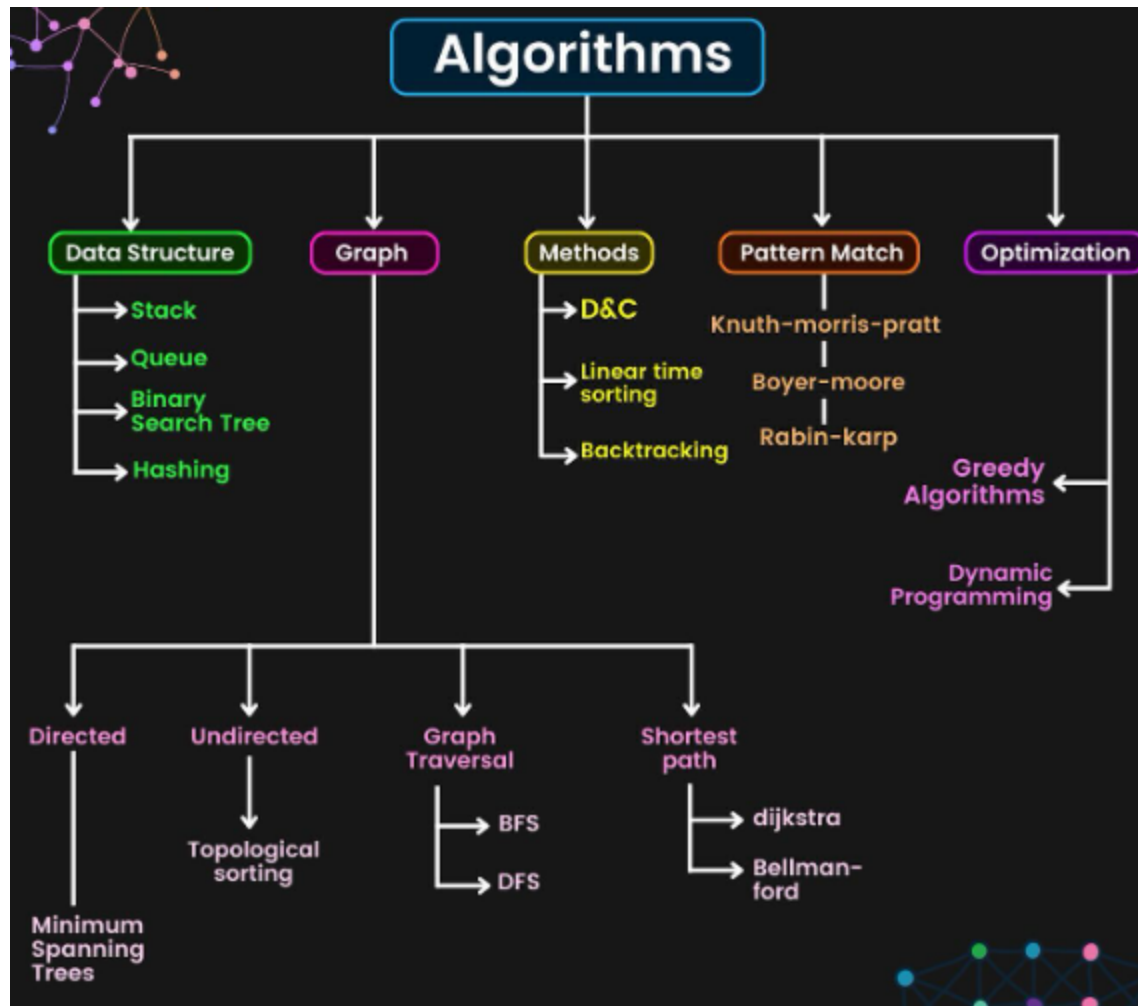 Algorithms
Data Structure
Stack
Queue
Binary
Search Tree
Hashing
Graph
Directed
Minimum
Spanning
Trees
Undirected
Topological
sorting
Graph
Traversal
BFS
DFS
Shortest
path
dijkstra
Bellman-
ford
Methods
D&C
Linear time
sorting
Backtracking
Pattern Match
Knuth-morris-pratt
Boyer-moore
Rabin-karp
Optimization
Greedy
Algorithms
Dynamic
Programming